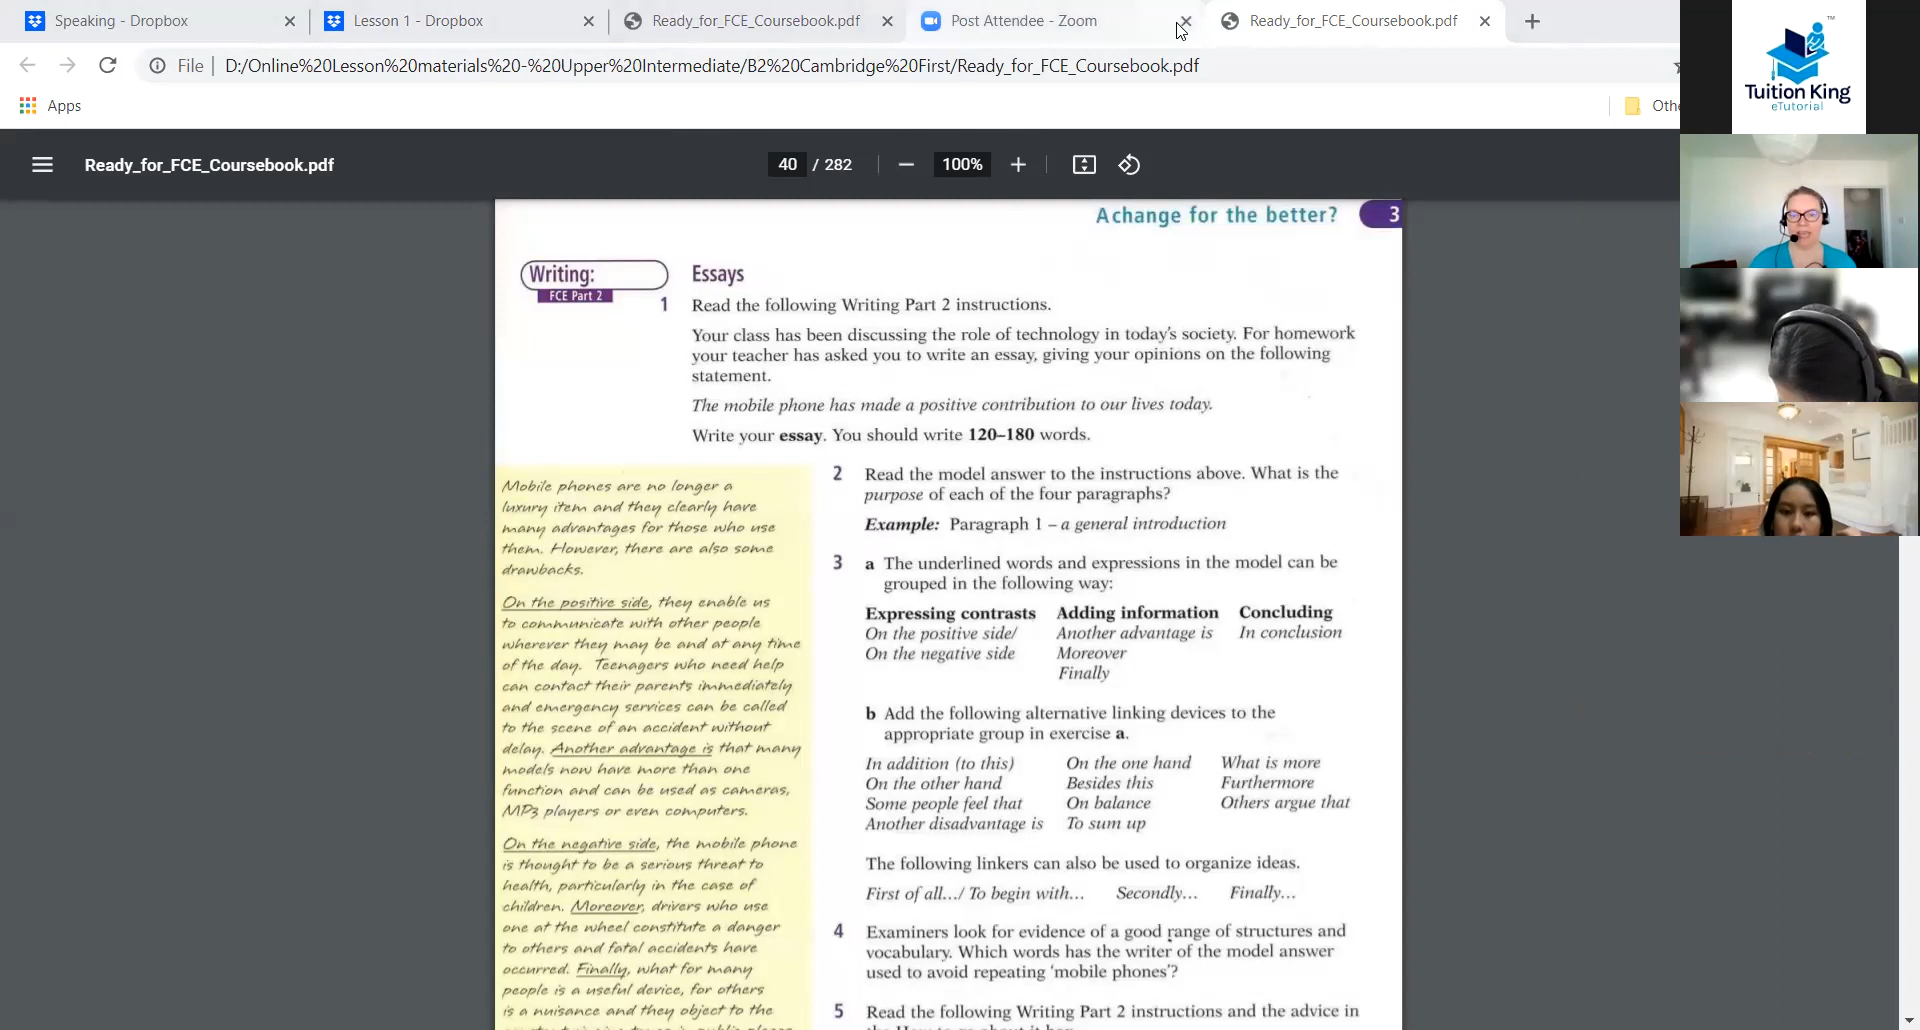 Speaking - Dropbox
Lesson 1 - Dropbox
Ready_for_FCE_Coursebook.pdf
Post Attendee - Zoom
Ready_for_FCE_Coursebook.pdf
File | D:/Online%20Lesson%20materials%20-%20Upper%20Intermediate/B2%20Cambridge%20First/Ready_for_FCE_Coursebook.pdf
Apps
Othe
Tuition King
eTutorial
TM
Ready_for_FCE_Coursebook.pdf
40 / 282
100%
A change for the better? 3
Writing:
FCE Part 2
Essays
1 Read the following Writing Part 2 instructions.
Your class has been discussing the role of technology in today's society. For homework
your teacher has asked you to write an essay, giving your opinions on the following
statement.
The mobile phone has made a positive contribution to our lives today.
Write your essay. You should write 120–180 words.
Mobile phones are no longer a
luxury item and they clearly have
many advantages for those who use
them. However, there are also some
drawbacks.
On the positive side, they enable us
to communicate with other people
wherever they may be and at any time
of the day. Teenagers who need help
can contact their parents immediately
and emergency services can be called
to the scene of an accident without
delay. Another advantage is that many
models now have more than one
function and can be used as cameras,
MP3 players or even computers.
On the negative side, the mobile phone
is thought to be a serious threat to
health, particularly in the case of
children. Moreover, drivers who use
one at the wheel constitute a danger
to others and fatal accidents have
occurred. Finally, what for many
people is a useful device, for others
is a nuisance and they object to the
2 Read the model answer to the instructions above. What is the
purpose of each of the four paragraphs?
Example: Paragraph 1 – a general introduction
3 a The underlined words and expressions in the model can be
grouped in the following way:
Expressing contrasts Adding information Concluding
On the positive side/ Another advantage is In conclusion
On the negative side Moreover
Finally
b Add the following alternative linking devices to the
appropriate group in exercise a.
In addition (to this) On the one hand What is more
On the other hand Besides this Furthermore
Some people feel that On balance Others argue that
Another disadvantage is To sum up
The following linkers can also be used to organize ideas.
First of all…/ To begin with… Secondly… Finally…
4 Examiners look for evidence of a good range of structures and
vocabulary. Which words has the writer of the model answer
used to avoid repeating 'mobile phones'?
5 Read the following Writing Part 2 instructions and the advice in